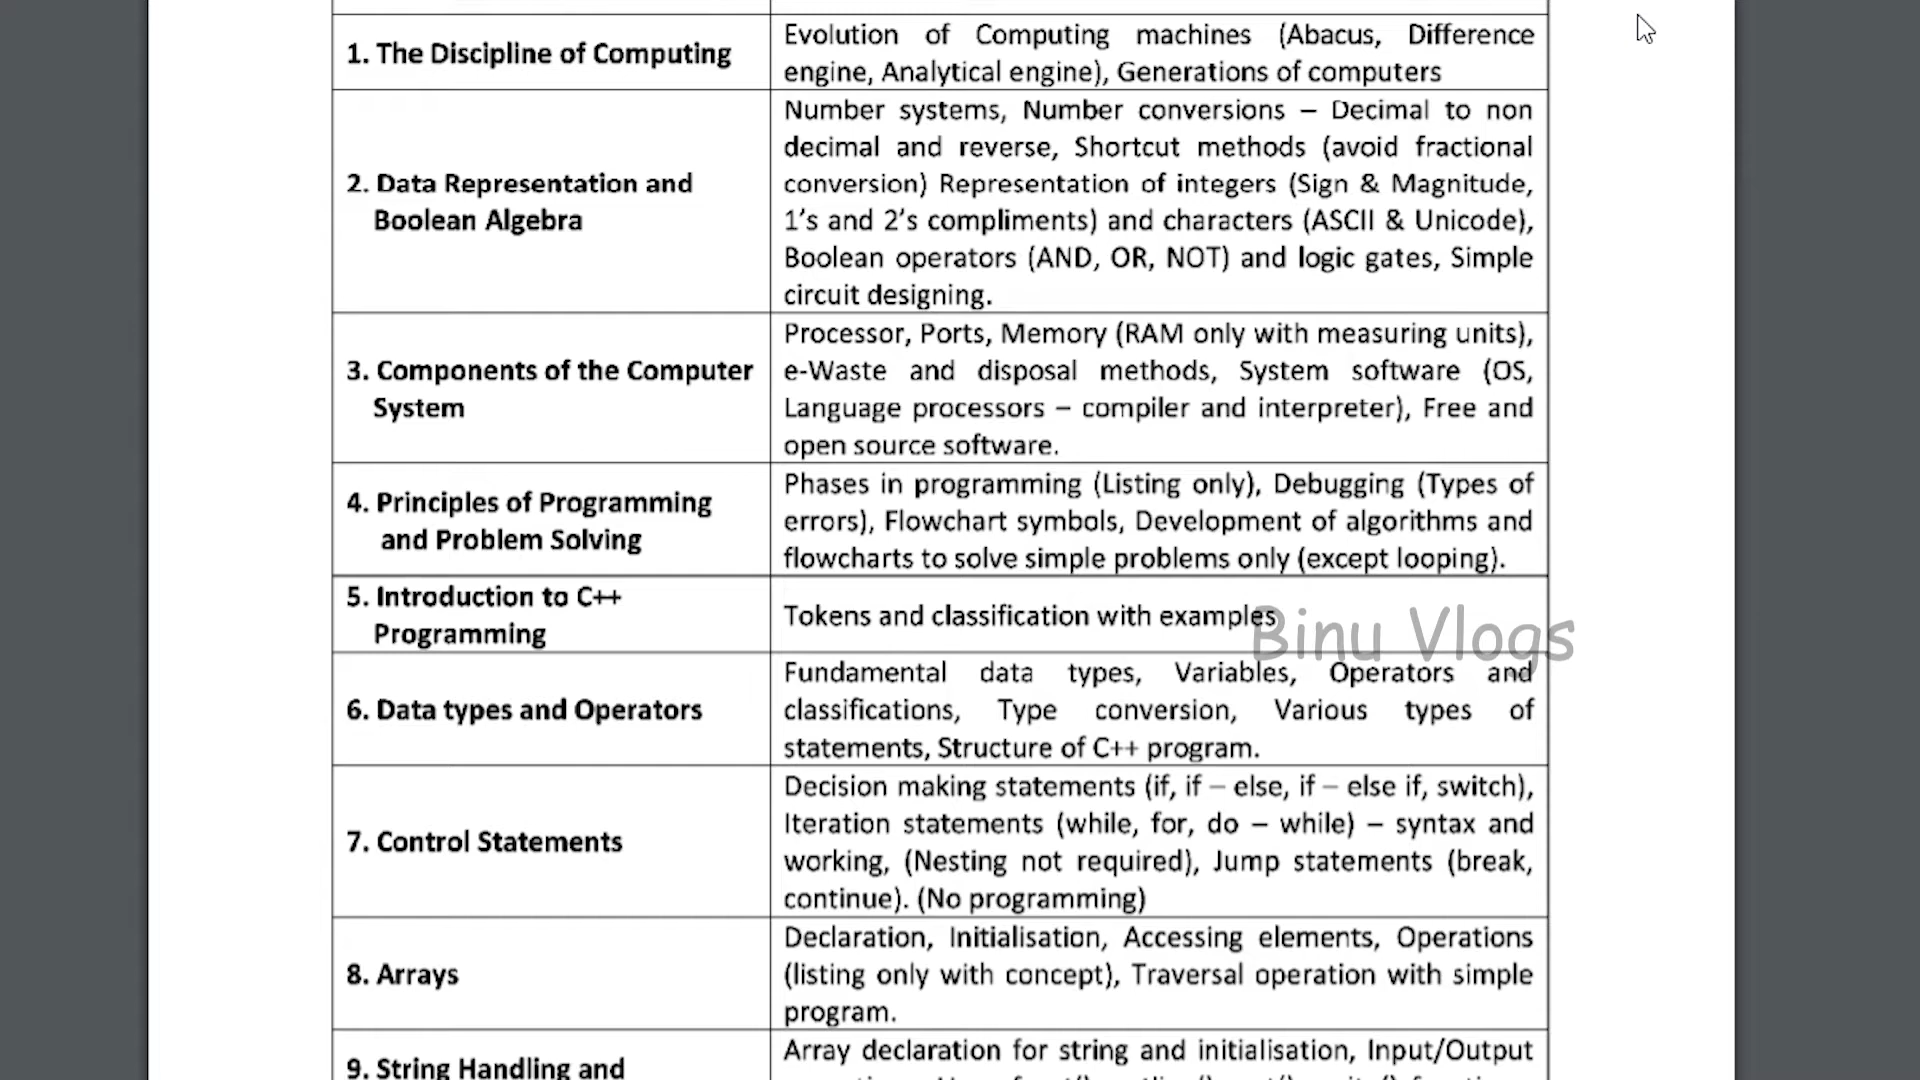 1. The Discipline of Computing
Evolution of Computing machines (Abacus, Difference
engine, Analytical engine), Generations of computers
2. Data Representation and
Boolean Algebra
Number systems, Number conversions – Decimal to non
decimal and reverse, Shortcut methods (avoid fractional
conversion) Representation of integers (Sign & Magnitude,
1’s and 2’s compliments) and characters (ASCII & Unicode),
Boolean operators (AND, OR, NOT) and logic gates, Simple
circuit designing.
3. Components of the Computer
System
Processor, Ports, Memory (RAM only with measuring units),
e-Waste and disposal methods, System software (OS,
Language processors – compiler and interpreter), Free and
open source software.
4. Principles of Programming
and Problem Solving
Phases in programming (Listing only), Debugging (Types of
errors), Flowchart symbols, Development of algorithms and
flowcharts to solve simple problems only (except looping).
5. Introduction to C++
Programming
Tokens and classification with examples
Binu Vlogs
6. Data types and Operators
Fundamental data types, Variables, Operators and
classifications, Type conversion, Various types of
statements, Structure of C++ program.
7. Control Statements
Decision making statements (if, if – else, if – else if, switch),
Iteration statements (while, for, do – while) – syntax and
working, (Nesting not required), Jump statements (break,
continue). (No programming)
8. Arrays
Declaration, Initialisation, Accessing elements, Operations
(listing only with concept), Traversal operation with simple
program.
9. String Handling and
Array declaration for string and initialisation, Input/Output